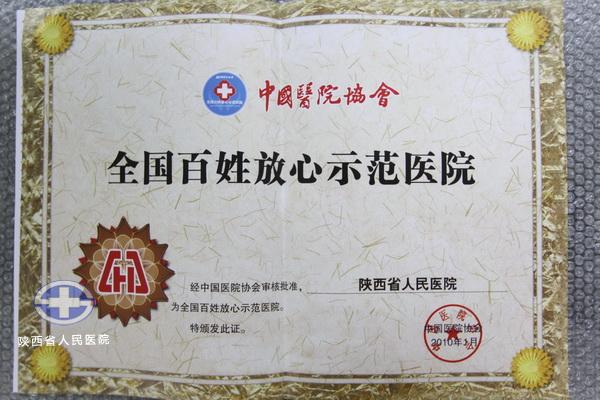 中國醫院協會
全国百姓放心示范医院
经中国医院协会审核批准， 陕西省人民医院
为全国百姓放心示范医院。
特颁发此证。
中国医院协会
2010年1月
陕西省人民医院